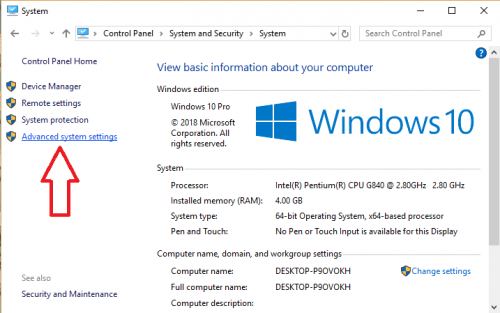 System
Control Panel > System and Security > System
Search Control Panel
Control Panel Home
Device Manager
Remote settings
System protection
Advanced system settings
See also
Security and Maintenance
View basic information about your computer
Windows edition
Windows 10 Pro
© 2018 Microsoft
Corporation. All
rights reserved.
Windows 10
System
Processor: Intel(R) Pentium(R) CPU G840 @ 2.80GHz 2.80 GHz
Installed memory (RAM): 4.00 GB
System type: 64-bit Operating System, x64-based processor
Pen and Touch: No Pen or Touch Input is available for this Display
Computer name, domain, and workgroup settings
Computer name: DESKTOP-P9OVOKH Change settings
Full computer name: DESKTOP-P9OVOKH
Computer description: